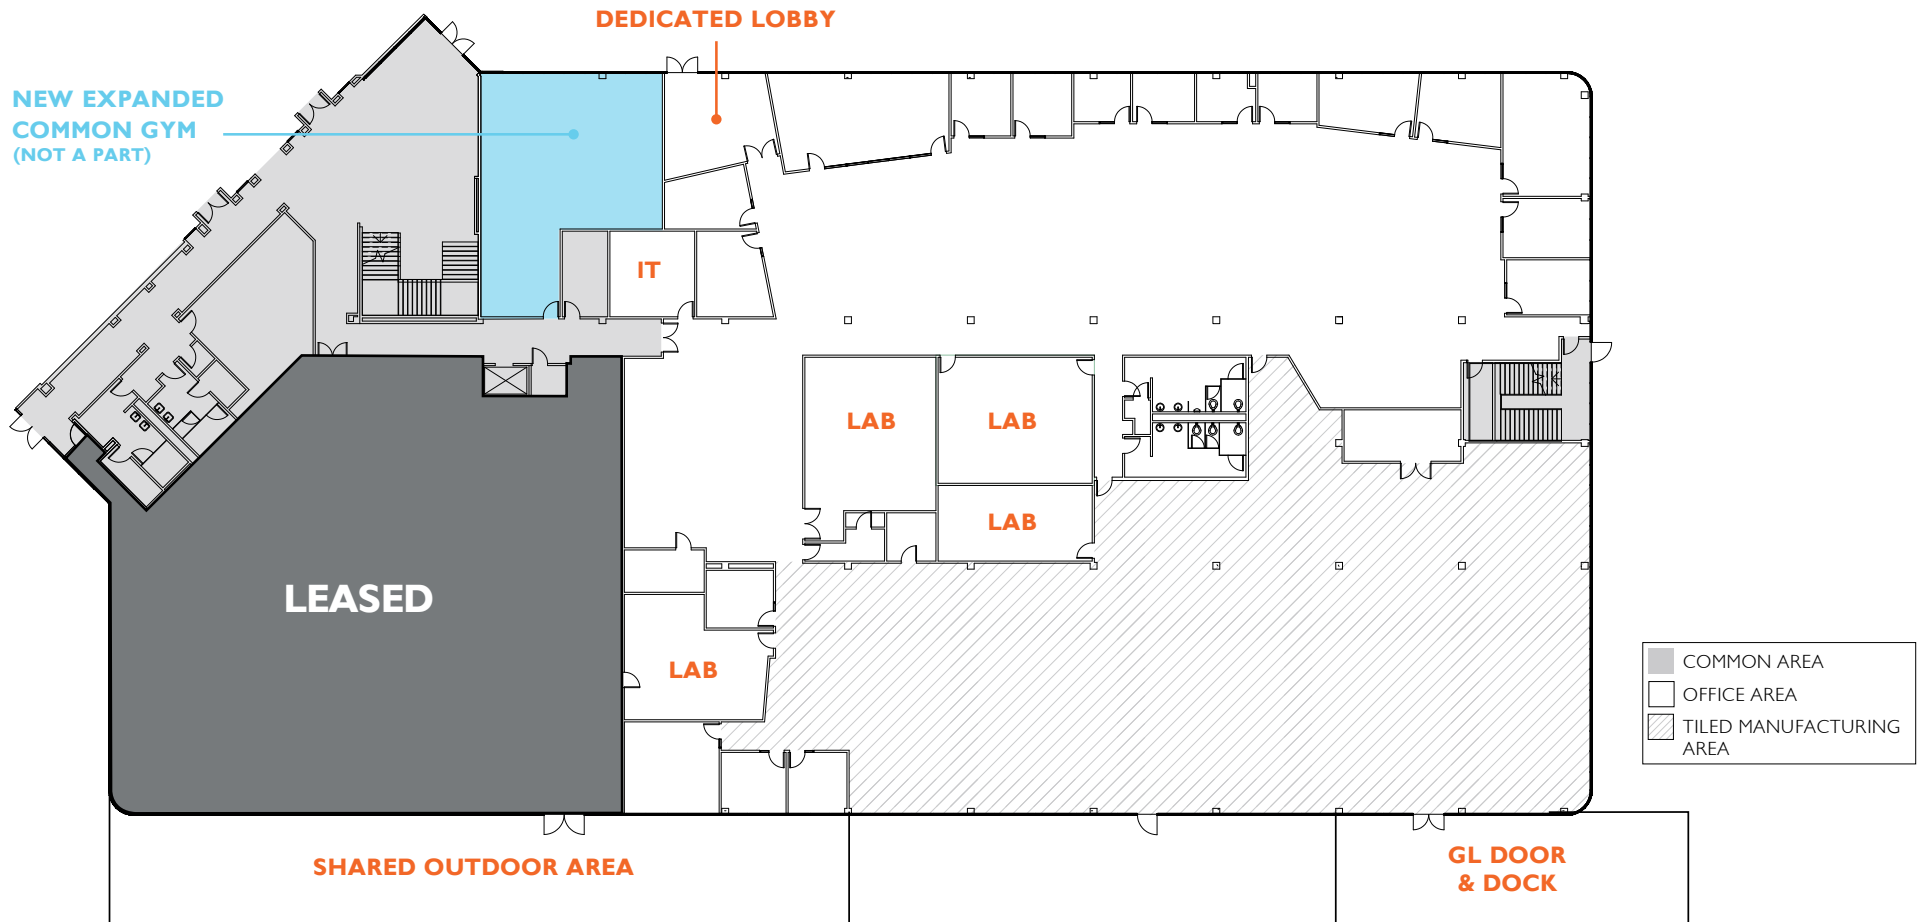 DEDICATED LOBBY
NEW EXPANDED
COMMON GYM
(NOT A PART)
IT
LAB
LAB
LAB
LEASED
LAB
COMMON AREA
OFFICE AREA
TILED MANUFACTURING
AREA
SHARED OUTDOOR AREA
GL DOOR
& DOCK